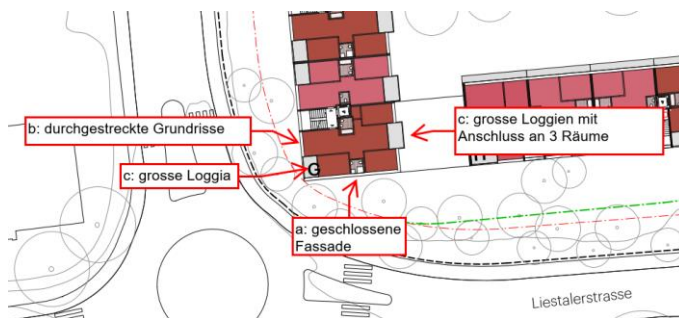 b: durchgestreckte Grundrisse
c: grosse Loggien mit
Anschluss an 3 Räume
c: grosse Loggia
G
a: geschlossene
Fassade
Liestalerstrasse